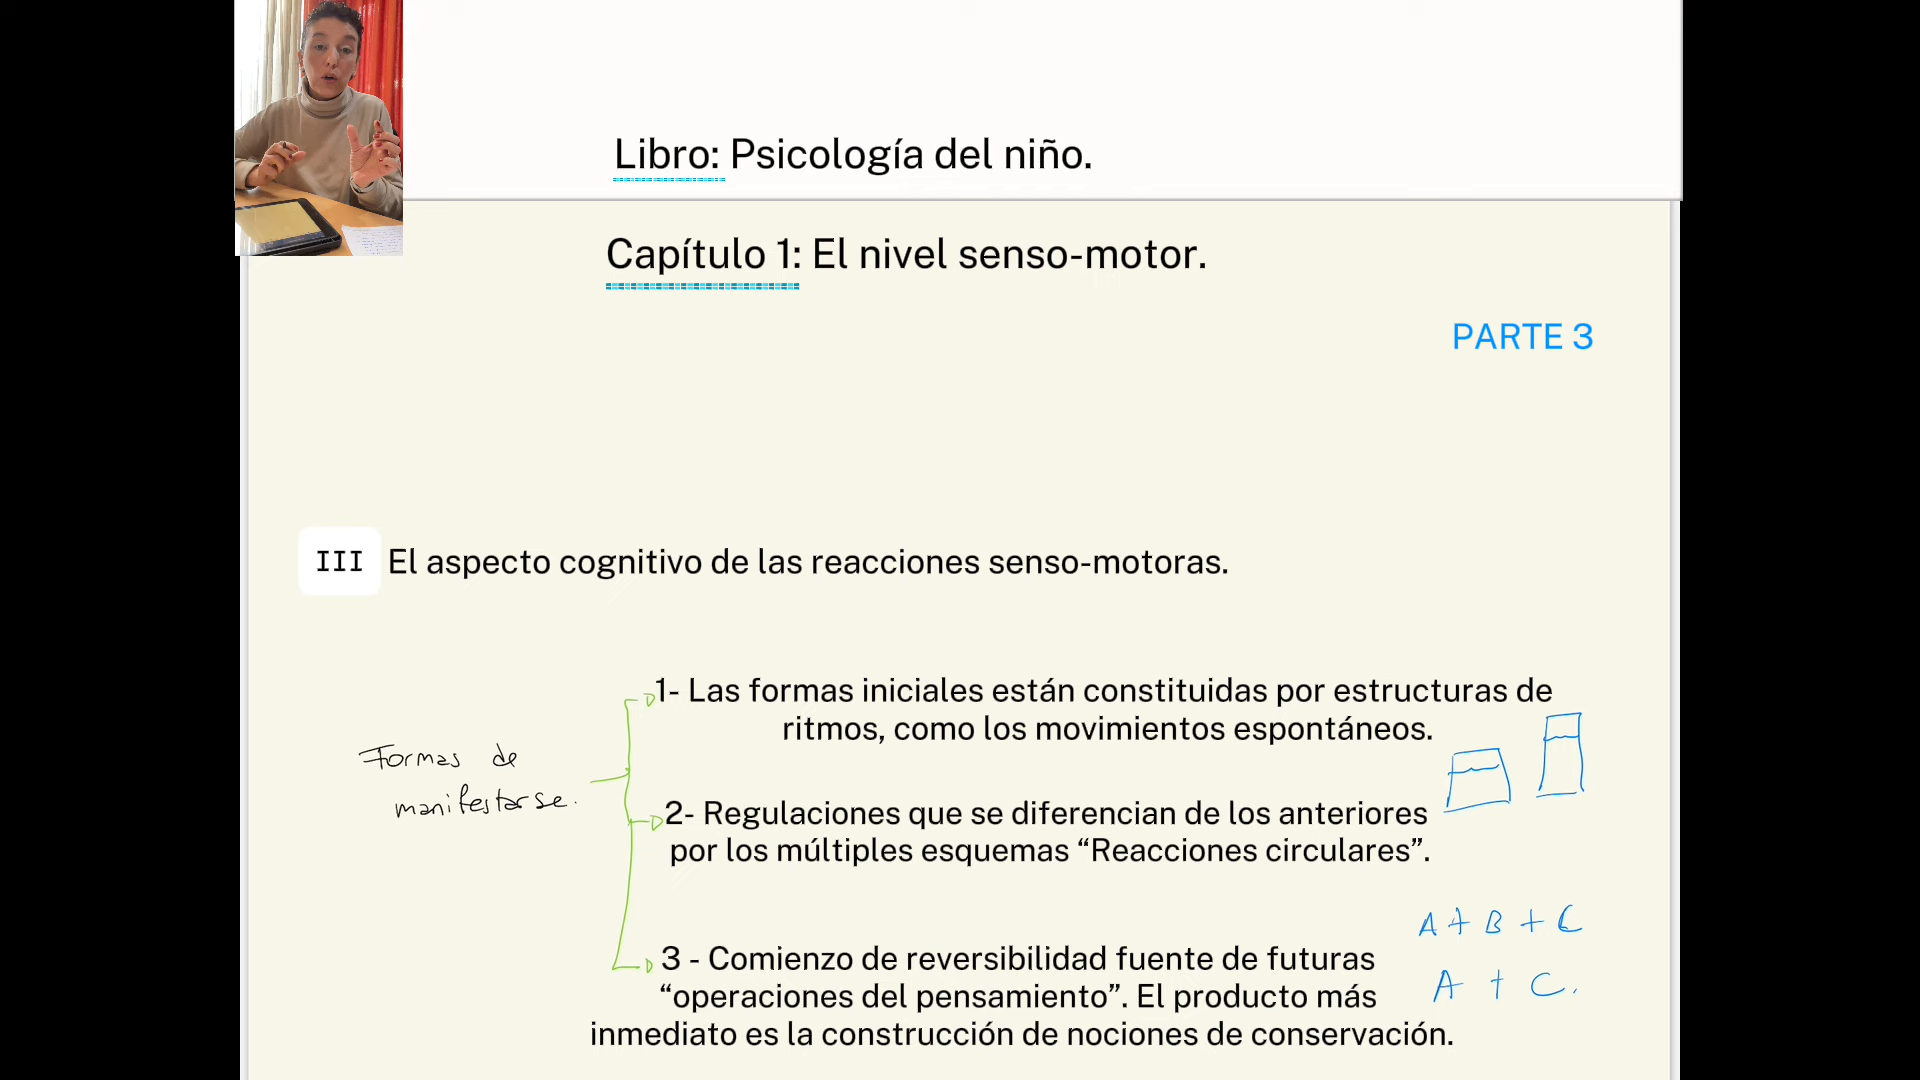 Libro: Psicología del niño.
Capítulo 1: El nivel senso-motor.
PARTE 3
III El aspecto cognitivo de las reacciones senso-motoras.
1- Las formas iniciales están constituidas por estructuras de
ritmos, como los movimientos espontáneos.
Formas de
manifestarse.
2- Regulaciones que se diferencian de los anteriores
por los múltiples esquemas “Reacciones circulares”.
A + B + C
3 - Comienzo de reversibilidad fuente de futuras
“operaciones del pensamiento”. El producto más
inmediato es la construcción de nociones de conservación.
A + C.